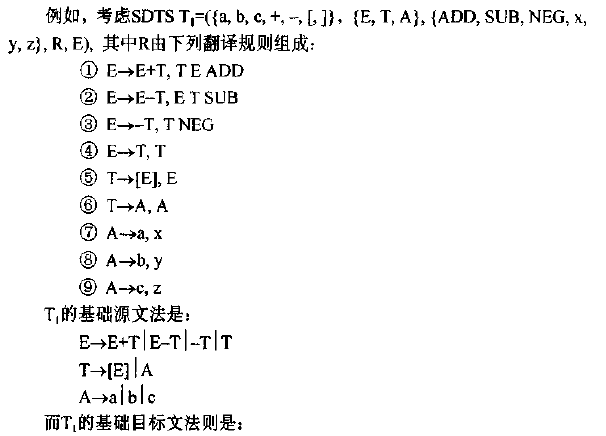 例如，考虑SDTS T₁=({a, b, c, +, –, [, ]}，{E, T, A}, {ADD, SUB, NEG, x,
y, z}, R, E)，其中R由下列翻译规则组成：
① E→E+T, T E ADD
② E→E–T, E T SUB
③ E→–T, T NEG
④ E→T, T
⑤ T→[E], E
⑥ T→A, A
⑦ A→a, x
⑧ A→b, y
⑨ A→c, z
T₁的基础源文法是：
E→E+T|E–T|–T|T
T→[E]|A
A→a|b|c
而T₁的基础目标文法则是：